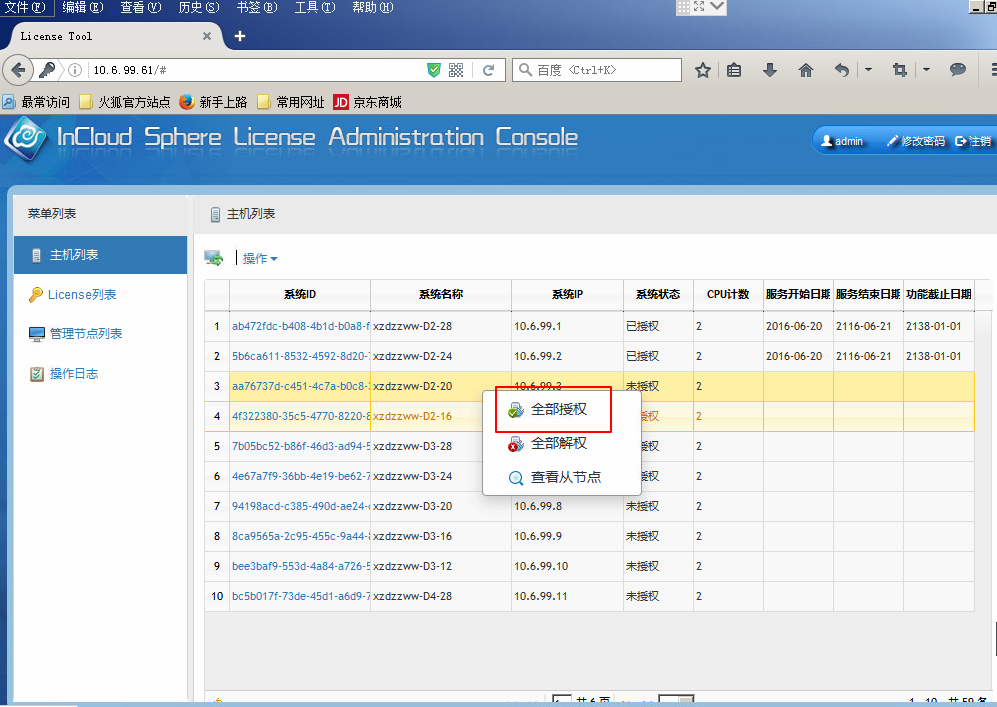 文件(F) 编辑(E) 查看(V) 历史(S) 书签(B) 工具(T) 帮助(H)
License Tool
10.6.99.61/#
百度 <Ctrl+K>
最常访问 火狐官方站点 新手上路 常用网址 JD 京东商城
InCloud Sphere License Administration Console
admin 修改密码 注销
菜单列表
主机列表
License列表
管理节点列表
操作日志
主机列表
操作
系统ID 系统名称 系统IP 系统状态 CPU计数 服务开始日期 服务结束日期 功能截止日期
1 ab472fdc-b408-4b1d-b0a8-f xzdzzww-D2-28 10.6.99.1 已授权 2 2016-06-20 2116-06-21 2138-01-01
2 5b6ca611-8532-4592-8d20- xzdzzww-D2-24 10.6.99.2 已授权 2 2016-06-20 2116-06-21 2138-01-01
3 aa76737d-c451-4c7a-b0c8- xzdzzww-D2-20 10.6.99.3 未授权 2
4 4f322380-35c5-4770-8220-8 xzdzzww-D2-16 授权 2
5 7b05bc52-b86f-46d3-ad94-5 xzdzzww-D3-28 授权 2
6 4e67a7f9-36bb-4e19-be62-7 xzdzzww-D3-24 授权 2
7 94198acd-c385-490d-ae24- xzdzzww-D3-20 10.6.99.8 未授权 2
8 8ca9565a-2c95-455c-9a44- xzdzzww-D3-16 10.6.99.9 未授权 2
9 bee3baf9-553d-4a84-a726-5 xzdzzww-D3-12 10.6.99.10 未授权 2
10 bc5b017f-73de-45d1-a6d9-7 xzdzzww-D4-28 10.6.99.11 未授权 2
全部授权
全部解权
查看从节点
共 6 页
1 - 10 共 59 条